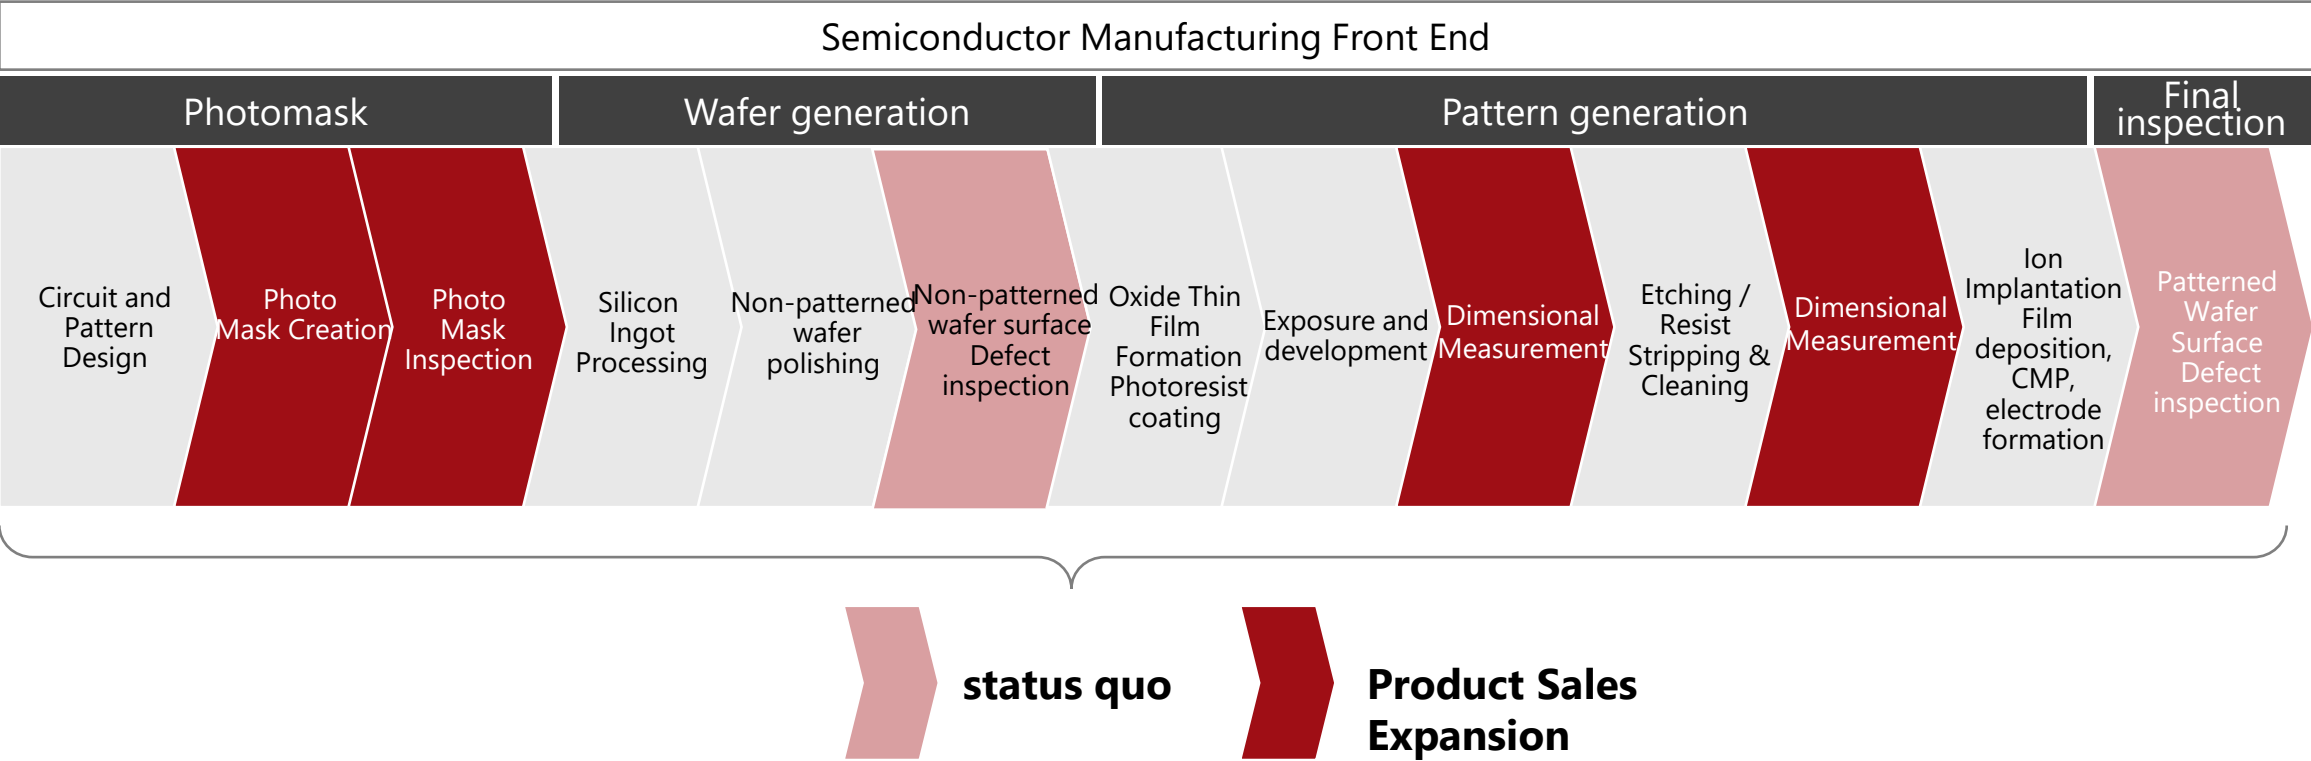 Semiconductor Manufacturing Front End
Photomask
Wafer generation
Pattern generation
Final
inspection
Circuit and
Pattern
Design
Photo
Mask Creation
Photo
Mask
Inspection
Silicon
Ingot
Processing
Non-patterned
wafer
polishing
Non-patterned
wafer surface
Defect
inspection
Oxide Thin
Film
Formation
Photoresist
coating
Exposure and
development
Dimensional
Measurement
Etching /
Resist
Stripping &
Cleaning
Dimensional
Measurement
Ion
Implantation
Film
deposition,
CMP,
electrode
formation
Patterned
Wafer
Surface
Defect
inspection
status quo
Product Sales
Expansion